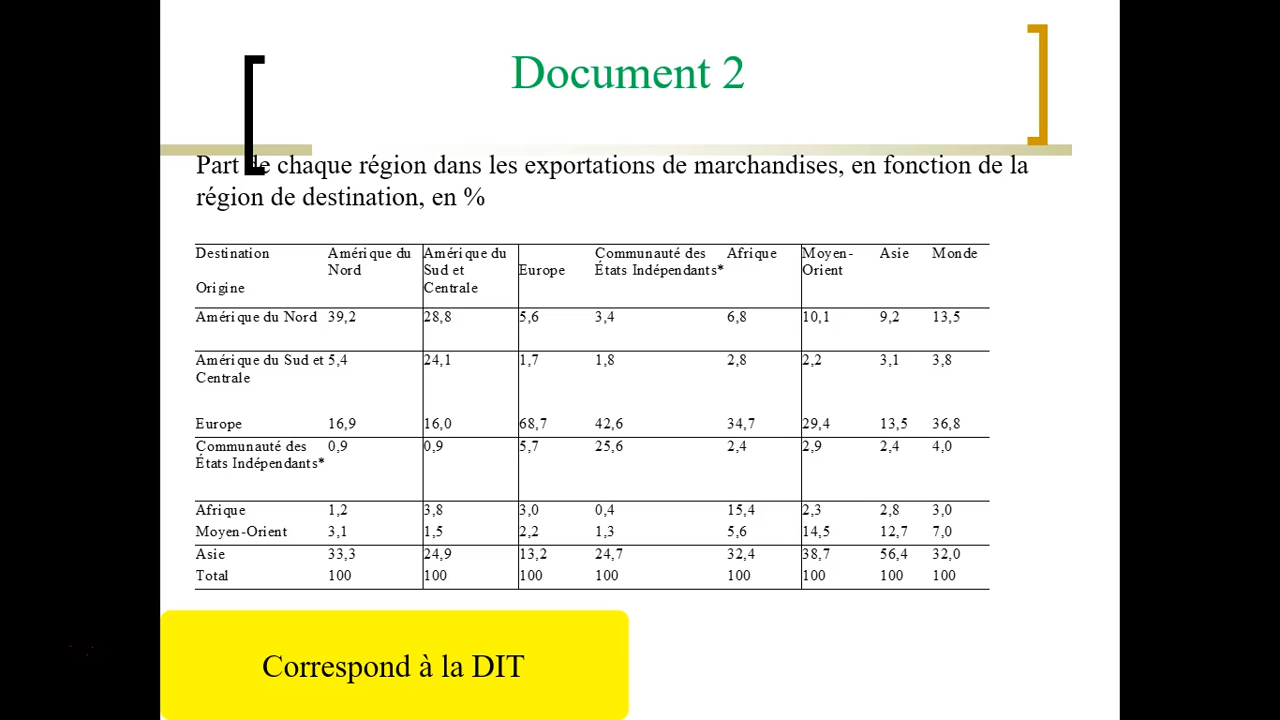 Document 2
Part de chaque région dans les exportations de marchandises, en fonction de la
région de destination, en %
Destination Amérique du Amérique du Communauté des Afrique Moyen- Asie Monde
Nord Sud et Europe États Indépendants* Orient
Origine Centrale
Amérique du Nord 39,2 28,8 5,6 3,4 6,8 10,1 9,2 13,5
Amérique du Sud et 5,4 24,1 1,7 1,8 2,8 2,2 3,1 3,8
Centrale
Europe 16,9 16,0 68,7 42,6 34,7 29,4 13,5 36,8
Communauté des 0,9 0,9 5,7 25,6 2,4 2,9 2,4 4,0
États Indépendants*
Afrique 1,2 3,8 3,0 0,4 15,4 2,3 2,8 3,0
Moyen-Orient 3,1 1,5 2,2 1,3 5,6 14,5 12,7 7,0
Asie 33,3 24,9 13,2 24,7 32,4 38,7 56,4 32,0
Total 100 100 100 100 100 100 100 100
Correspond à la DIT